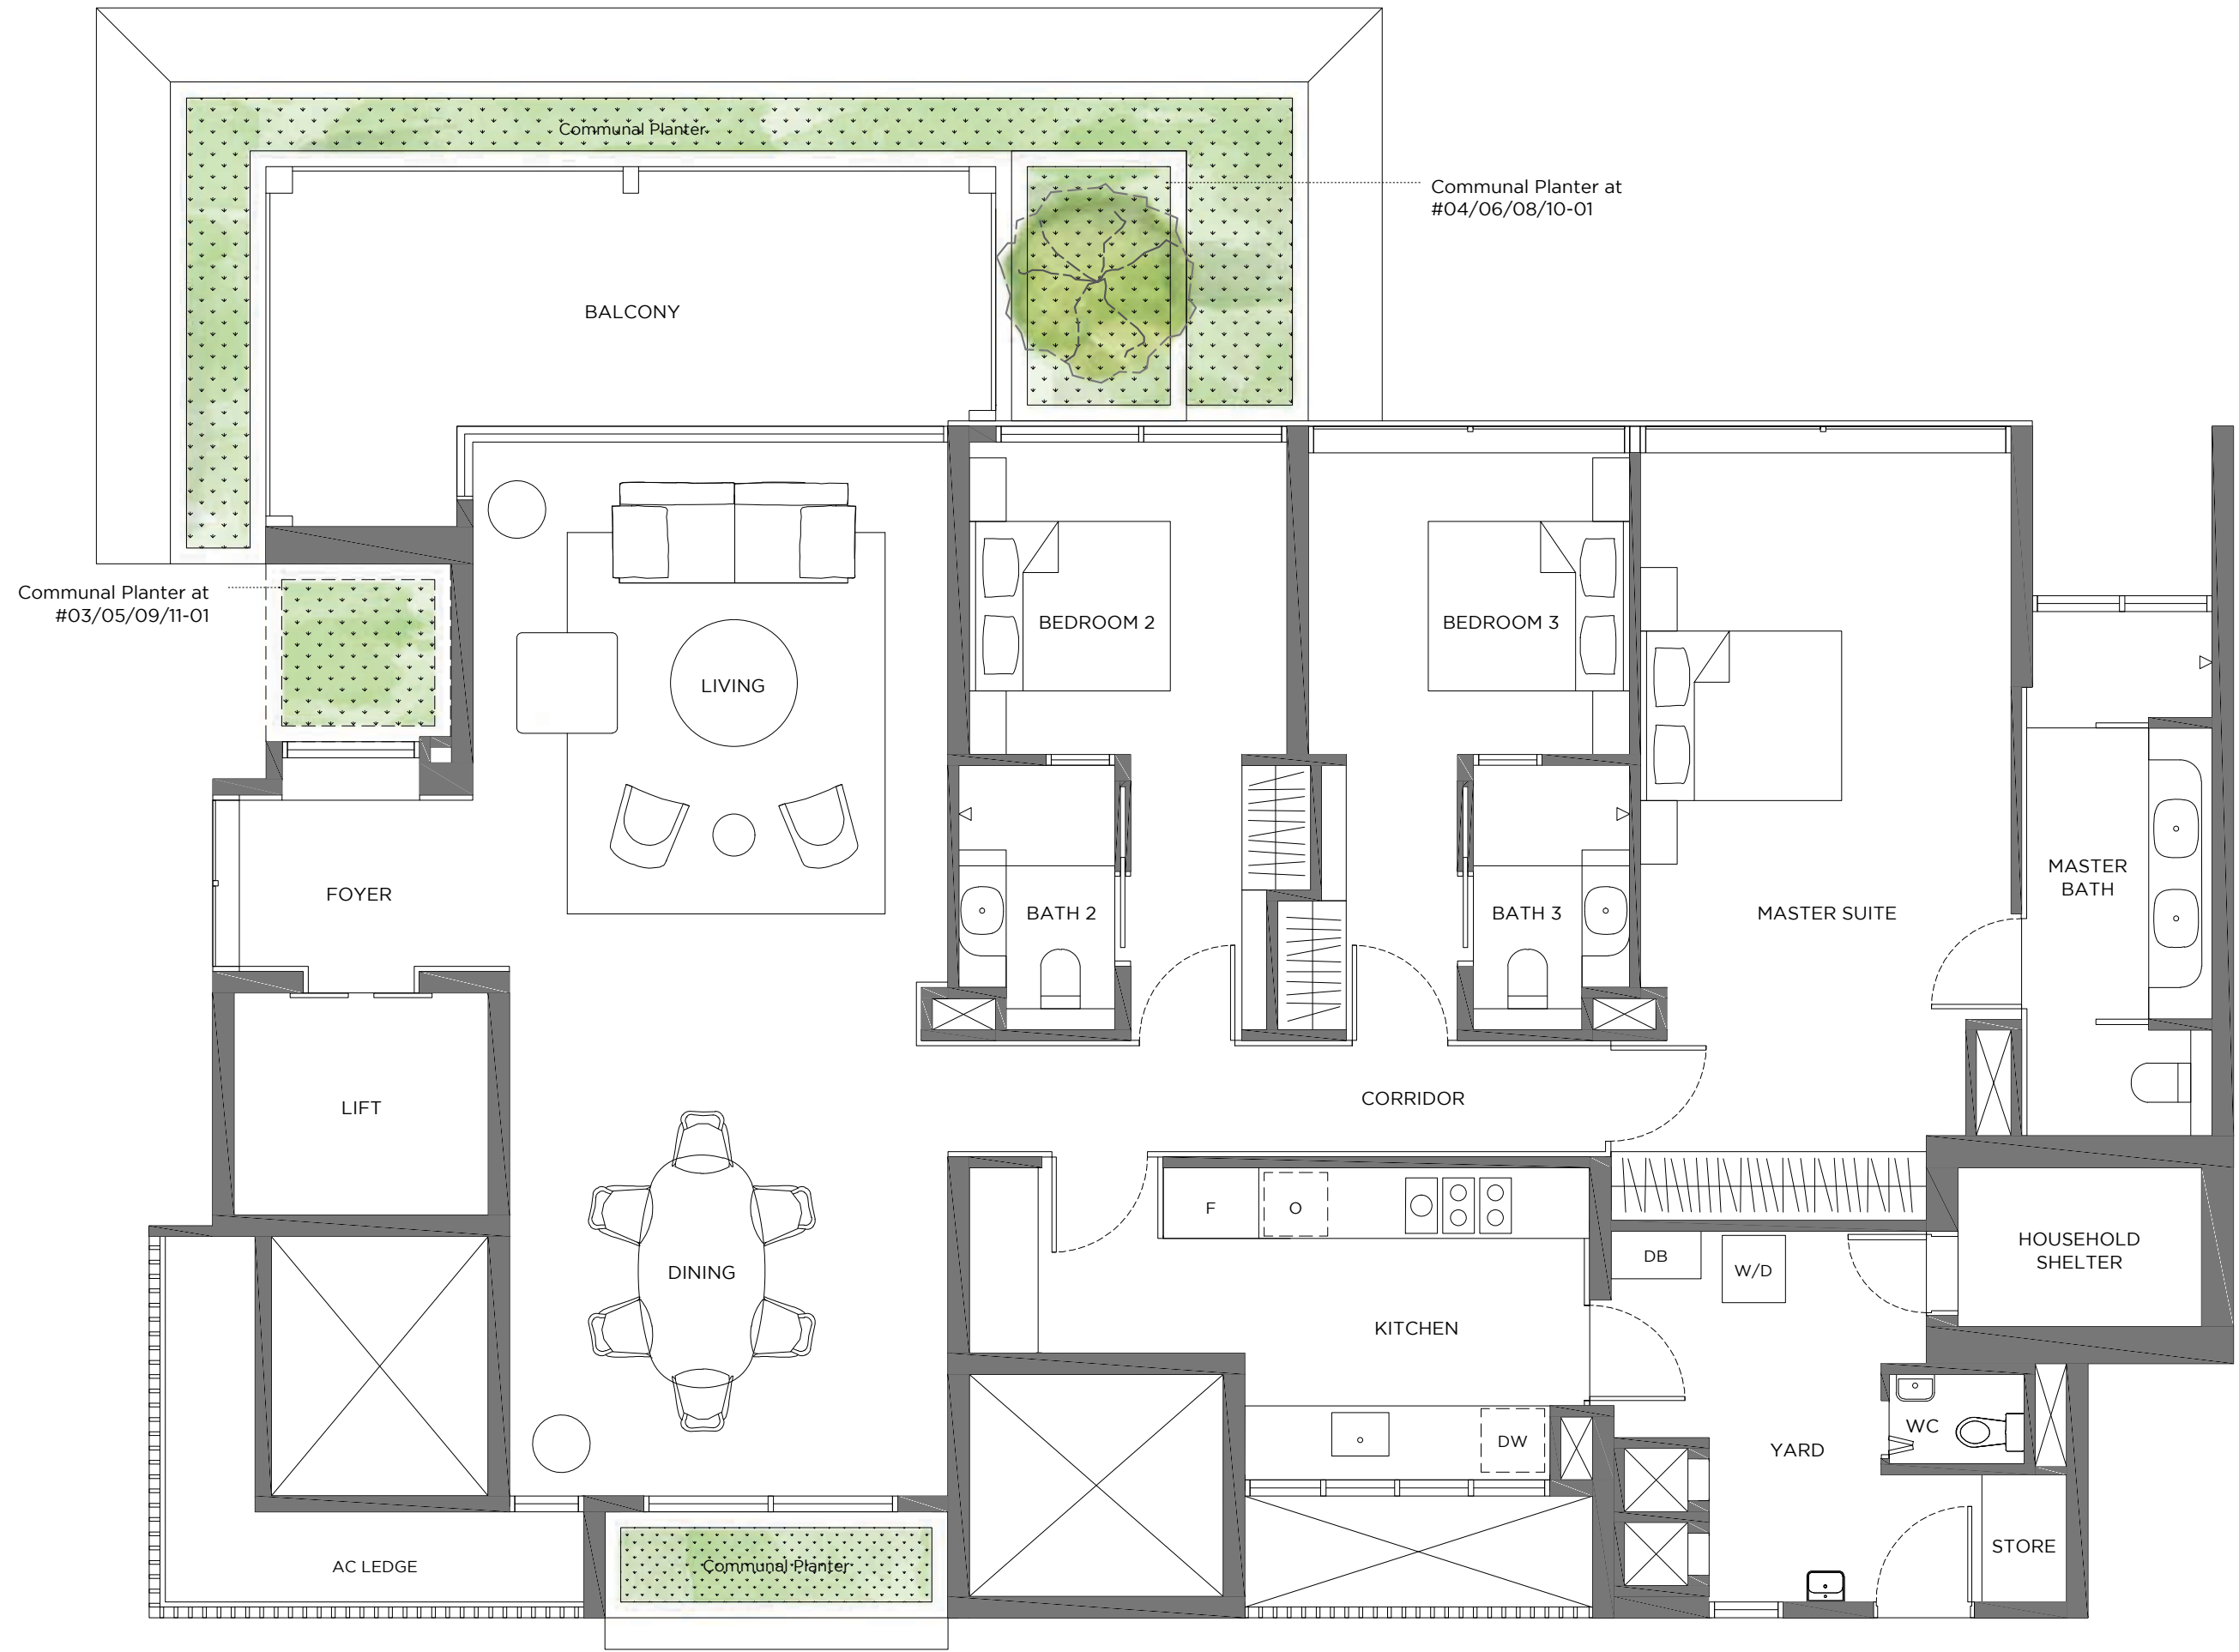 Communal Planter
Communal Planter at
#04/06/08/10-01
BALCONY
Communal Planter at
#03/05/09/11-01
BEDROOM 2
BEDROOM 3
LIVING
MASTER
BATH
FOYER
BATH 2
BATH 3
MASTER SUITE
LIFT
CORRIDOR
F
O
HOUSEHOLD
SHELTER
DB
W/D
DINING
KITCHEN
WC
DW
YARD
STORE
AC LEDGE
Communal Planter